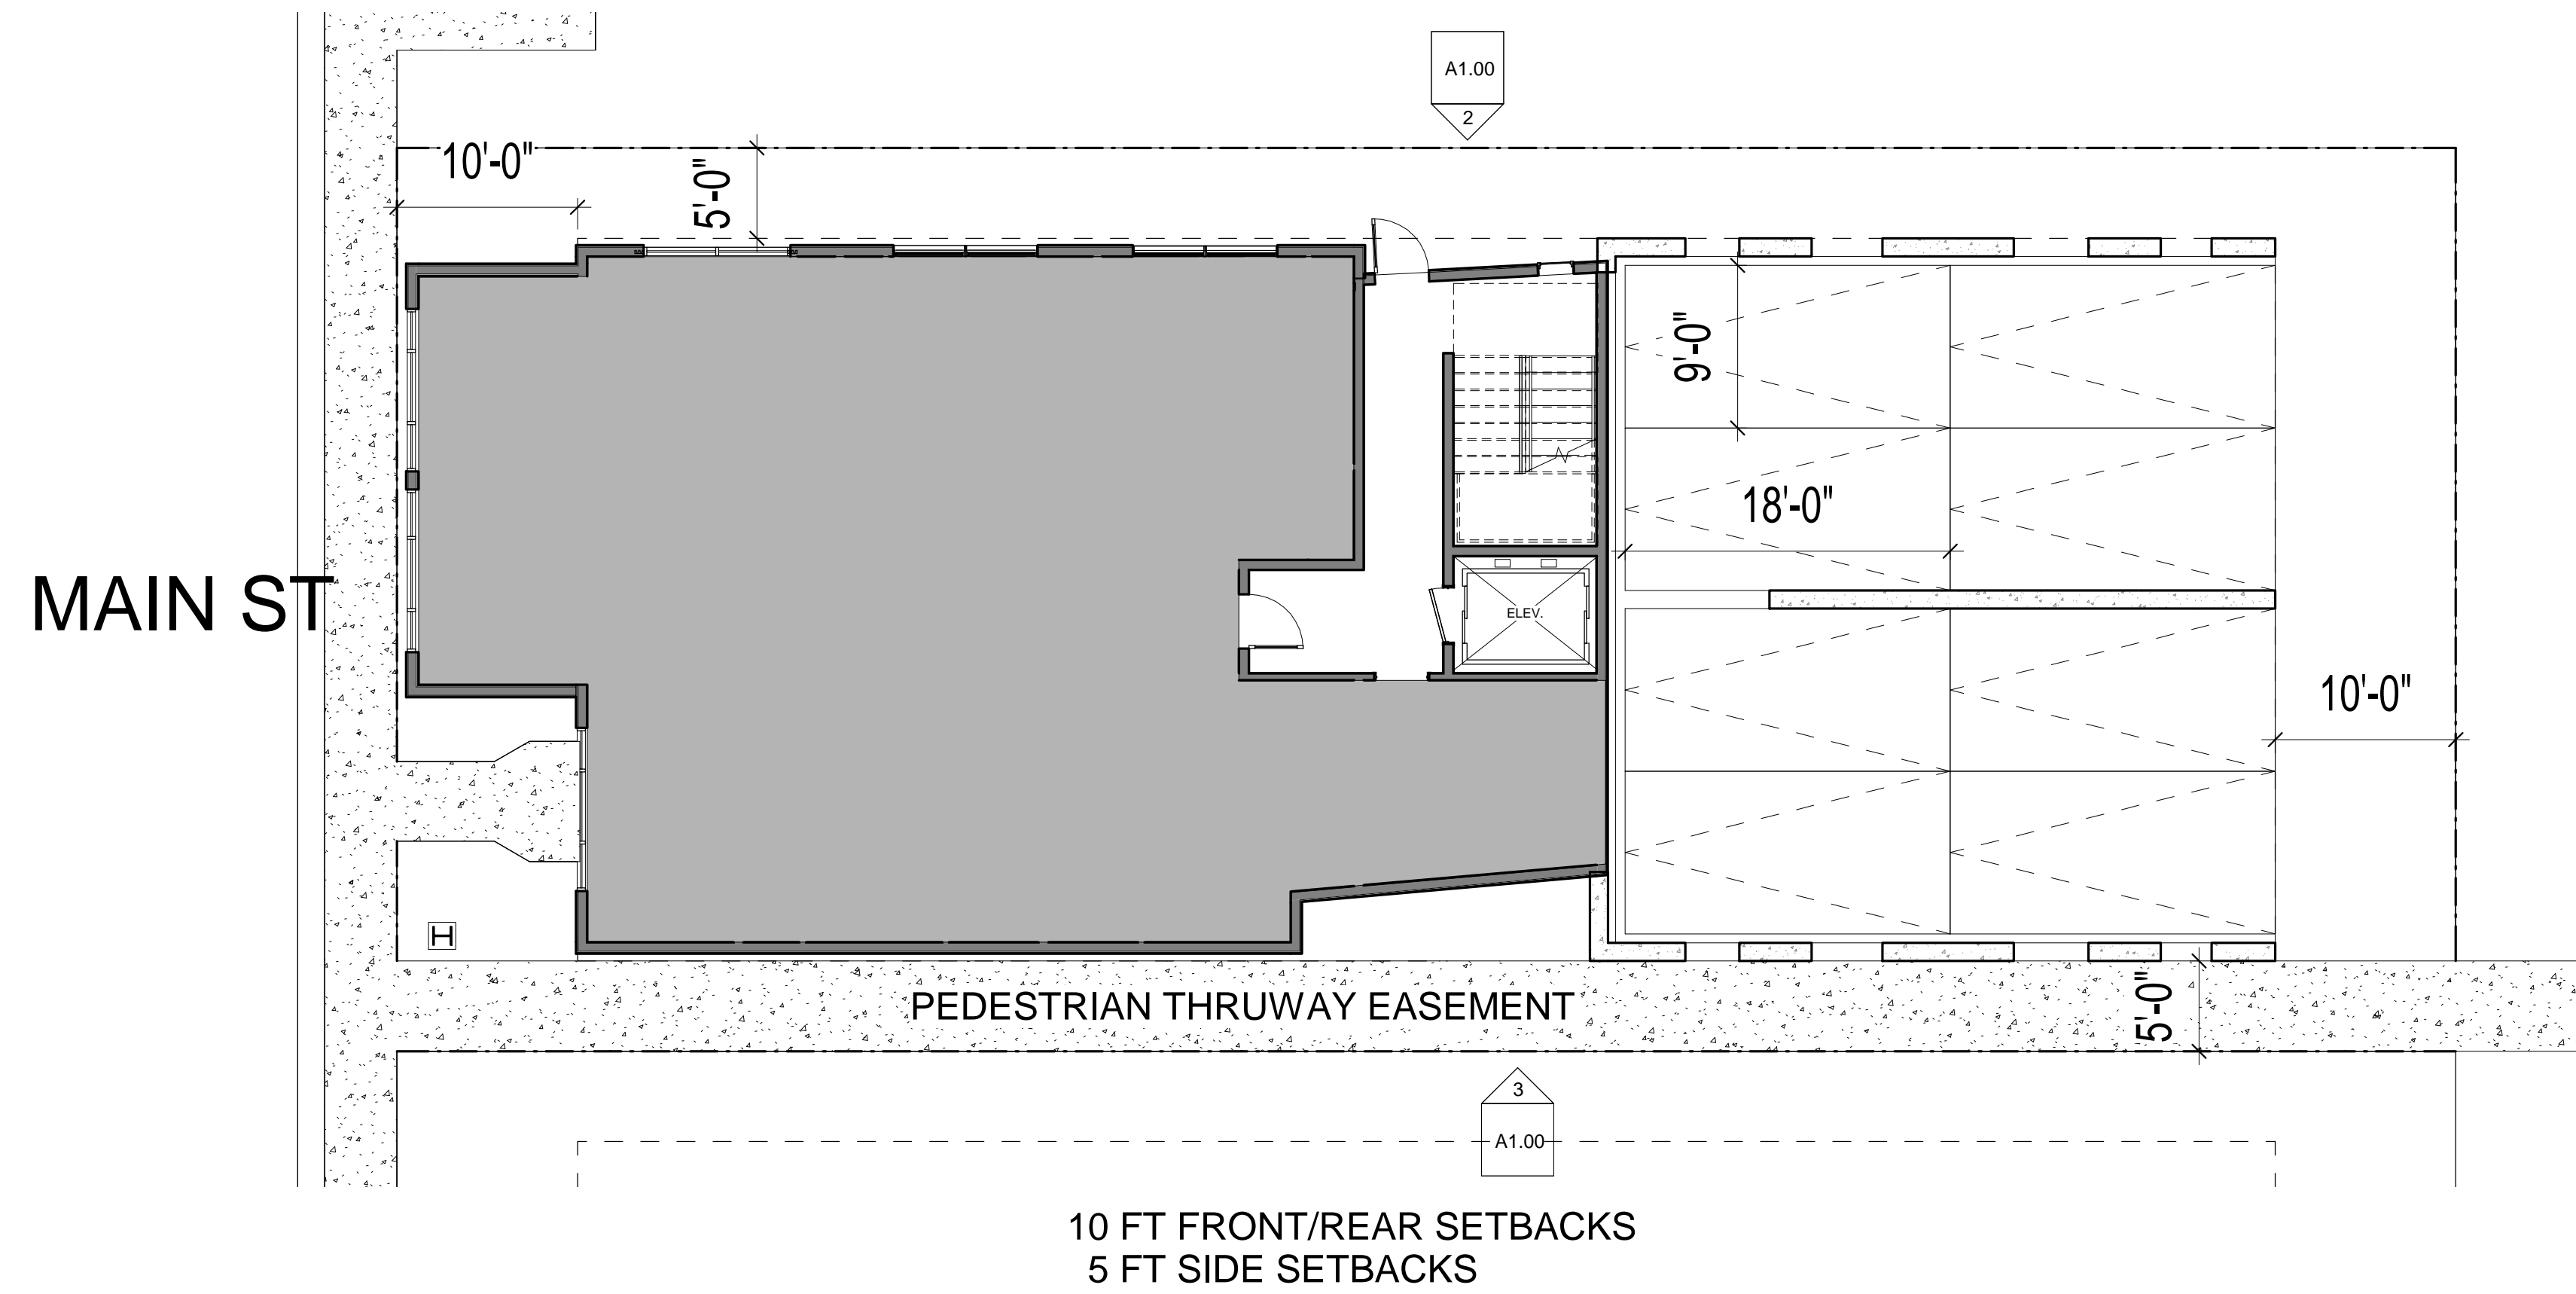 A1.00
2
10'-0"
5'-0"
9'-0"
18'-0"
MAIN ST
ELEV.
10'-0"
H
PEDESTRIAN THRUWAY EASEMENT
5'-0"
3
A1.00
10 FT FRONT/REAR SETBACKS
5 FT SIDE SETBACKS